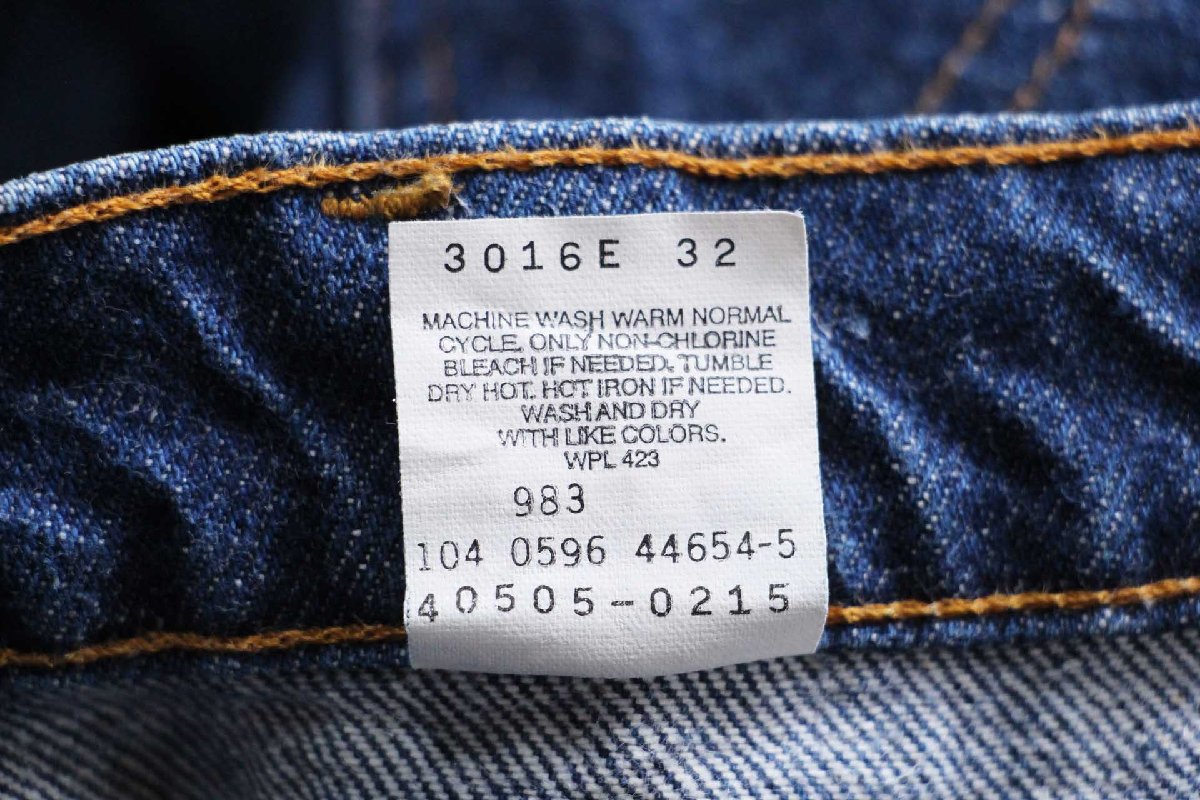 3016E 32
MACHINE WASH WARM NORMAL
CYCLE. ONLY NON-CHLORINE
BLEACH IF NEEDED. TUMBLE
DRY HOT. HOT IRON IF NEEDED.
WASH AND DRY
WITH LIKE COLORS.
WPL 423
983
104 0596 44654-5
40505-0215